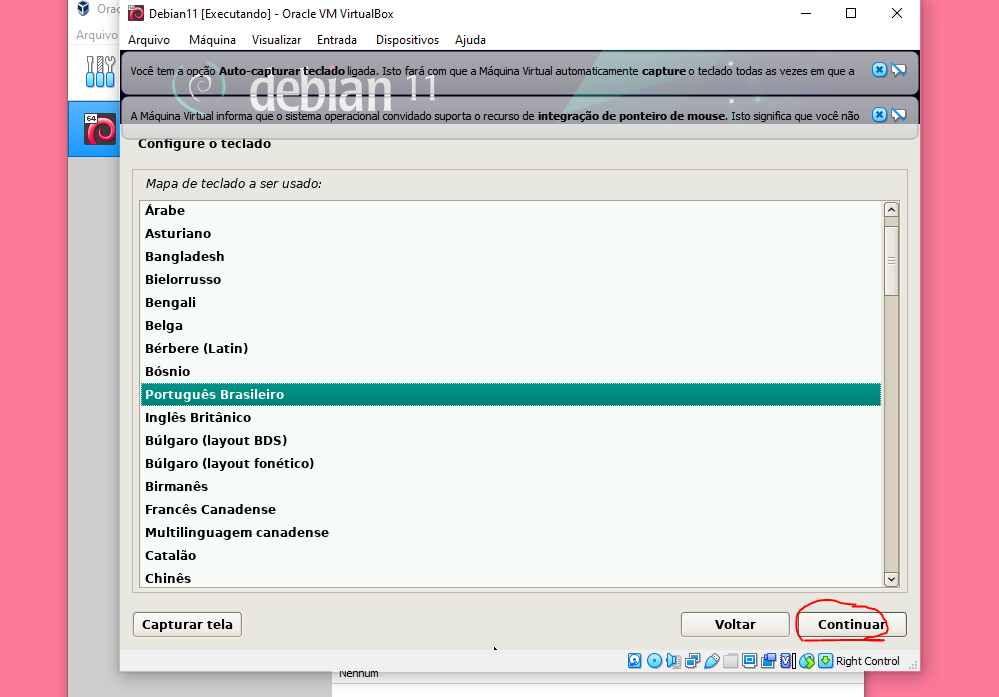 Orac
Debian11 [Executando] - Oracle VM VirtualBox
Arquivo
Arquivo Máquina Visualizar Entrada Dispositivos Ajuda
debian 11
Você tem a opção Auto-capturar teclado ligada. Isto fará com que a Máquina Virtual automaticamente capture o teclado todas as vezes em que a
A Máquina Virtual informa que o sistema operacional convidado suporta o recurso de integração de ponteiro de mouse. Isto significa que você não
64
Configure o teclado
Mapa de teclado a ser usado:
Árabe
Asturiano
Bangladesh
Bielorrusso
Bengali
Belga
Bérbere (Latin)
Bósnio
Português Brasileiro
Inglês Britânico
Búlgaro (layout BDS)
Búlgaro (layout fonético)
Birmanês
Francês Canadense
Multilinguagem canadense
Catalão
Chinês
Capturar tela Voltar Continuar
Right Control
Nenhum